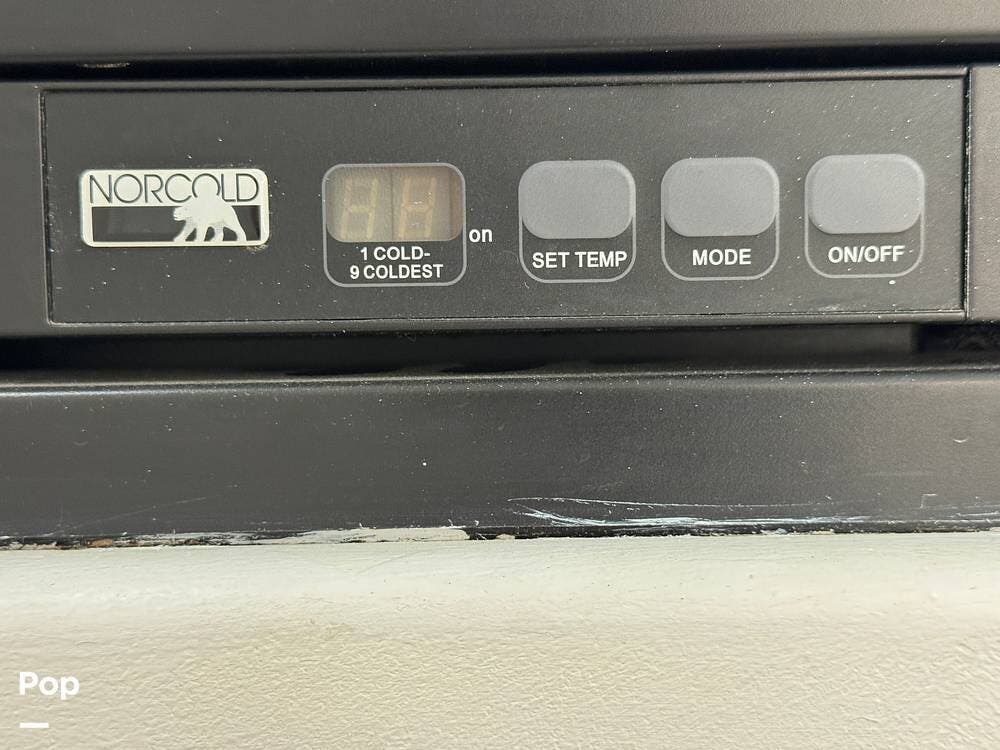 NORCOLD
on
1 COLD-
9 COLDEST
SET TEMP
MODE
ON/OFF
Pop